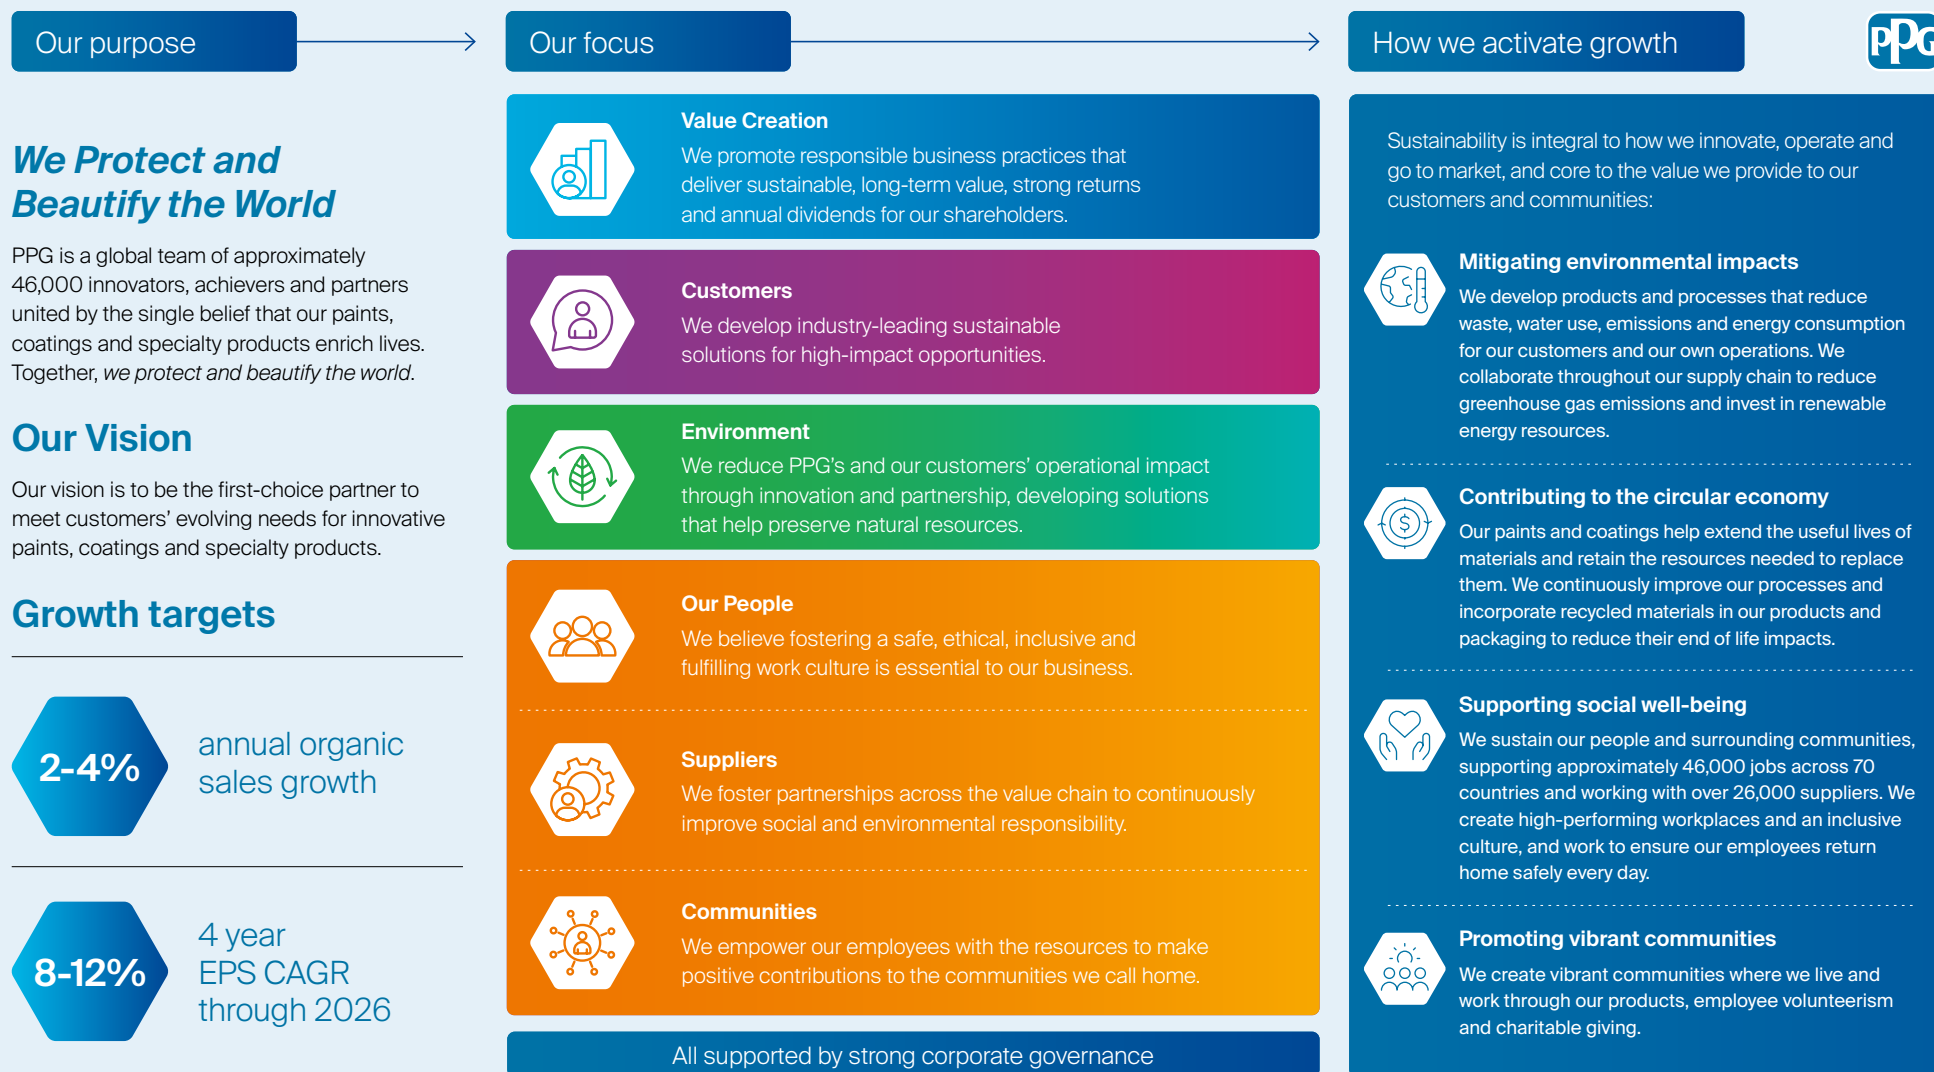 Our purpose
We Protect and
Beautify the World
PPG is a global team of approximately
46,000 innovators, achievers and partners
united by the single belief that our paints,
coatings and specialty products enrich lives.
Together, we protect and beautify the world.
Our Vision
Our vision is to be the first-choice partner to
meet customers’ evolving needs for innovative
paints, coatings and specialty products.
Growth targets
2-4%
annual organic
sales growth
8-12%
4 year
EPS CAGR
through 2026
Our focus
Value Creation
We promote responsible business practices that
deliver sustainable, long-term value, strong returns
and annual dividends for our shareholders.
Customers
We develop industry-leading sustainable
solutions for high-impact opportunities.
Environment
We reduce PPG’s and our customers’ operational impact
through innovation and partnership, developing solutions
that help preserve natural resources.
Our People
We believe fostering a safe, ethical, inclusive and
fulfilling work culture is essential to our business.
Suppliers
We foster partnerships across the value chain to continuously
improve social and environmental responsibility.
Communities
We empower our employees with the resources to make
positive contributions to the communities we call home.
All supported by strong corporate governance
How we activate growth
PPG
Sustainability is integral to how we innovate, operate and
go to market, and core to the value we provide to our
customers and communities:
Mitigating environmental impacts
We develop products and processes that reduce
waste, water use, emissions and energy consumption
for our customers and our own operations. We
collaborate throughout our supply chain to reduce
greenhouse gas emissions and invest in renewable
energy resources.
$
Contributing to the circular economy
Our paints and coatings help extend the useful lives of
materials and retain the resources needed to replace
them. We continuously improve our processes and
incorporate recycled materials in our products and
packaging to reduce their end of life impacts.
Supporting social well-being
We sustain our people and surrounding communities,
supporting approximately 46,000 jobs across 70
countries and working with over 26,000 suppliers. We
create high-performing workplaces and an inclusive
culture, and work to ensure our employees return
home safely every day.
Promoting vibrant communities
We create vibrant communities where we live and
work through our products, employee volunteerism
and charitable giving.